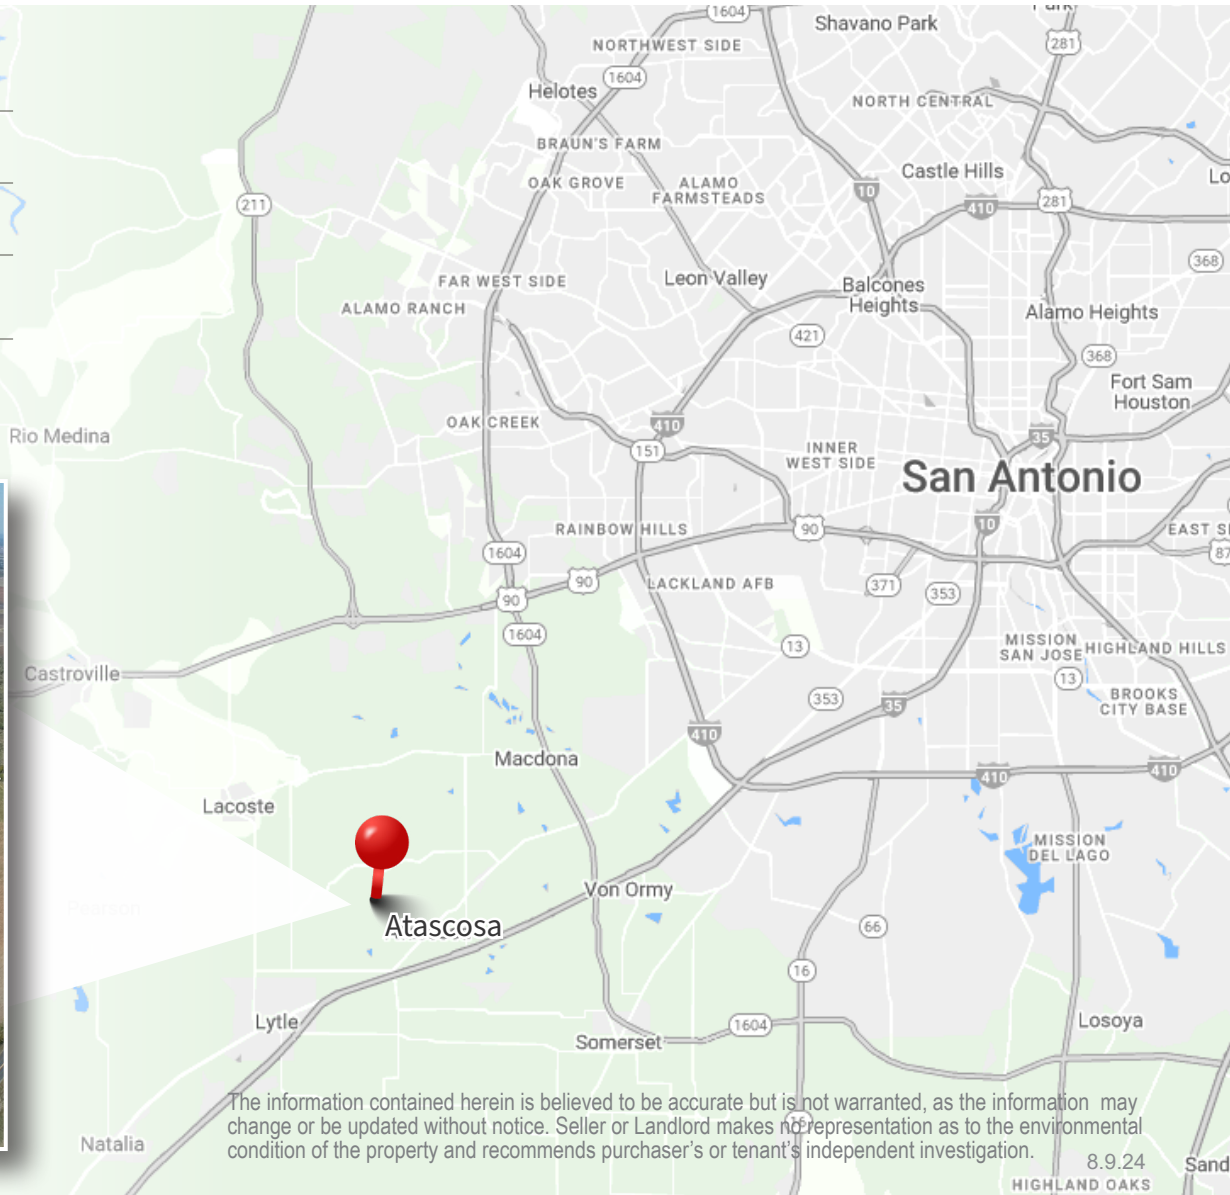 1604
Shavano Park
281
NORTHWEST SIDE
1604
Helotes
NORTH CENTRAL
BRAUN'S FARM
Castle Hills
OAK GROVE
ALAMO
FARMSTEADS
10
211
410
281
368
FAR WEST SIDE
Leon Valley
Balcones
Heights
ALAMO RANCH
Alamo Heights
421
368
Fort Sam
Houston
OAK CREEK
410
Rio Medina
35
151
INNER
WEST SIDE
San Antonio
10
RAINBOW HILLS
90
EAST S
87
1604
90
LACKLAND AFB
371
353
90
1604
13
MISSION
SAN JOSE
HIGHLAND HILLS
Castroville
13
353
BROOKS
CITY BASE
35
410
Macdona
410
410
Lacoste
MISSION
DEL LAGO
Von Ormy
Pearson
Atascosa
66
16
Lytle
1604
Losoya
Somerset
The information contained herein is believed to be accurate but is not warranted, as the information may
change or be updated without notice. Seller or Landlord makes no representation as to the environmental
condition of the property and recommends purchaser's or tenant's independent investigation.
16
Natalia
8.9.24
Sand
HIGHLAND OAKS